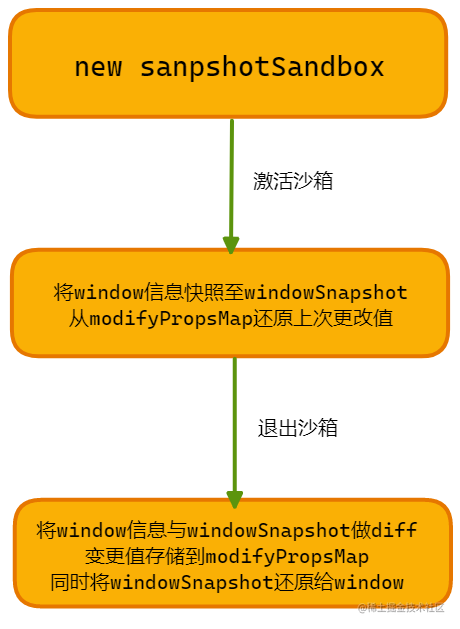 new sanpshotSandbox
激活沙箱
将window信息快照至windowSnapshot
从modifyPropsMap还原上次更改值
退出沙箱
将window信息与windowSnapshot做diff
变更值存储到modifyPropsMap
同时将windowSnapshot还原给window
@稀土掘金技术社区